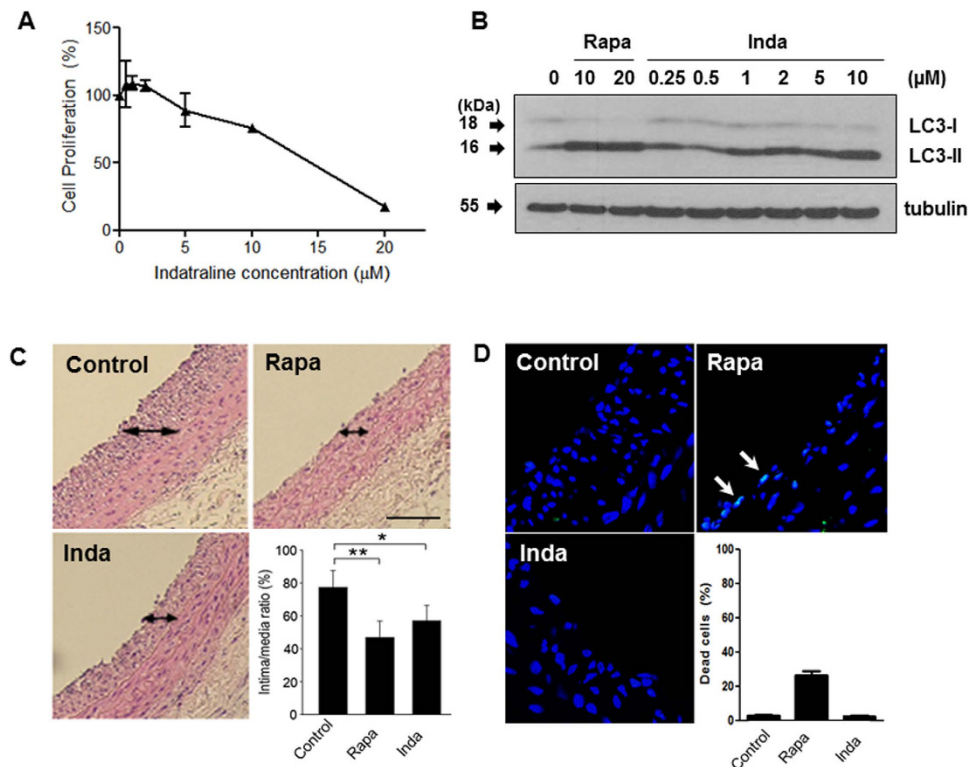 A
150
100
50
0
Cell Proliferation (%)
0 5 10 15 20
Indatraline concentration (μM)
B
Rapa Inda
0 10 20 0.25 0.5 1 2 5 10 (μM)
(kDa)
18
16
55
LC3-I
LC3-II
tubulin
C
Control
Rapa
Inda
Intima/media ratio (%)
100
80
60
40
20
0
*
**
Control Rapa Inda
D
Control
Rapa
Inda
Dead cells (%)
80
60
40
20
0
Control Rapa Inda